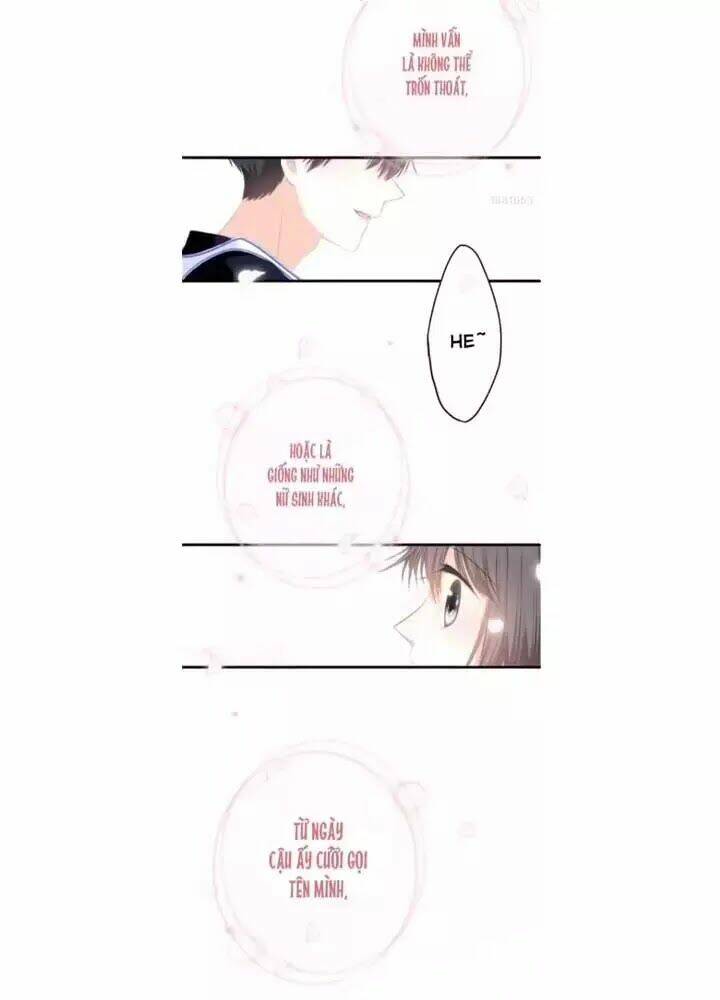 MÌNH VẪN
LÀ KHÔNG THỂ
TRỐN THOÁT,
HE~
HOẶC LÀ
GIỐNG NHƯ NHỮNG
NỮ SINH KHÁC,
TỪ NGÀY
CẬU ẤY CƯỜI GỌI
TÊN MÌNH,